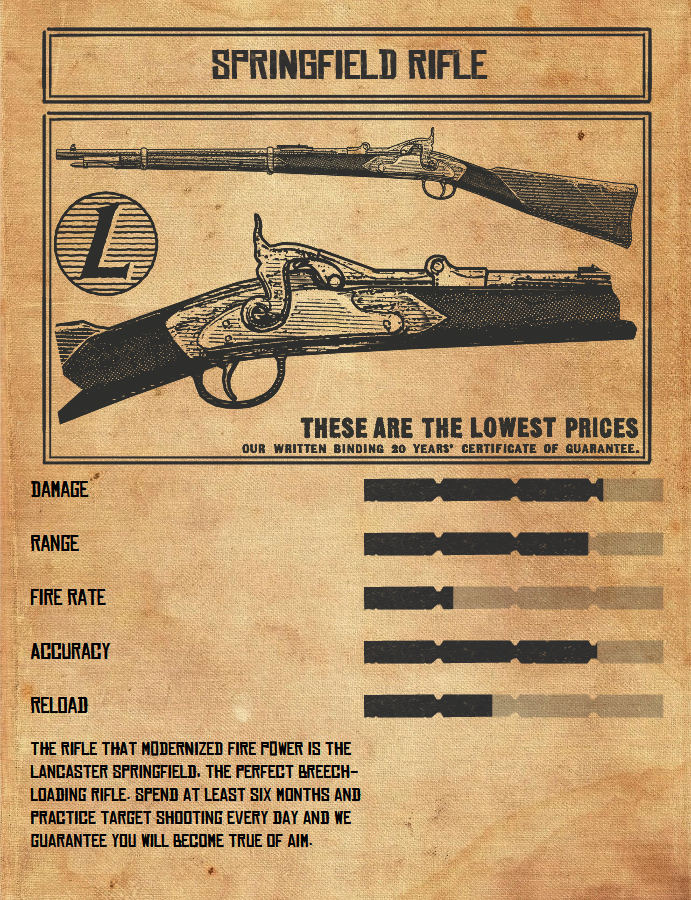 SPRINGFIELD RIFLE
L
THESE ARE THE LOWEST PRICES
OUR WRITTEN BINDING 20 YEARS' CERTIFICATE OF GUARANTEE.
DAMAGE
RANGE
FIRE RATE
ACCURACY
RELOAD
THE RIFLE THAT MODERNIZED FIRE POWER IS THE
LANCASTER SPRINGFIELD. THE PERFECT BREECH-
LOADING RIFLE. SPEND AT LEAST SIX MONTHS AND
PRACTICE TARGET SHOOTING EVERY DAY AND WE
GUARANTEE YOU WILL BECOME TRUE OF AIM.